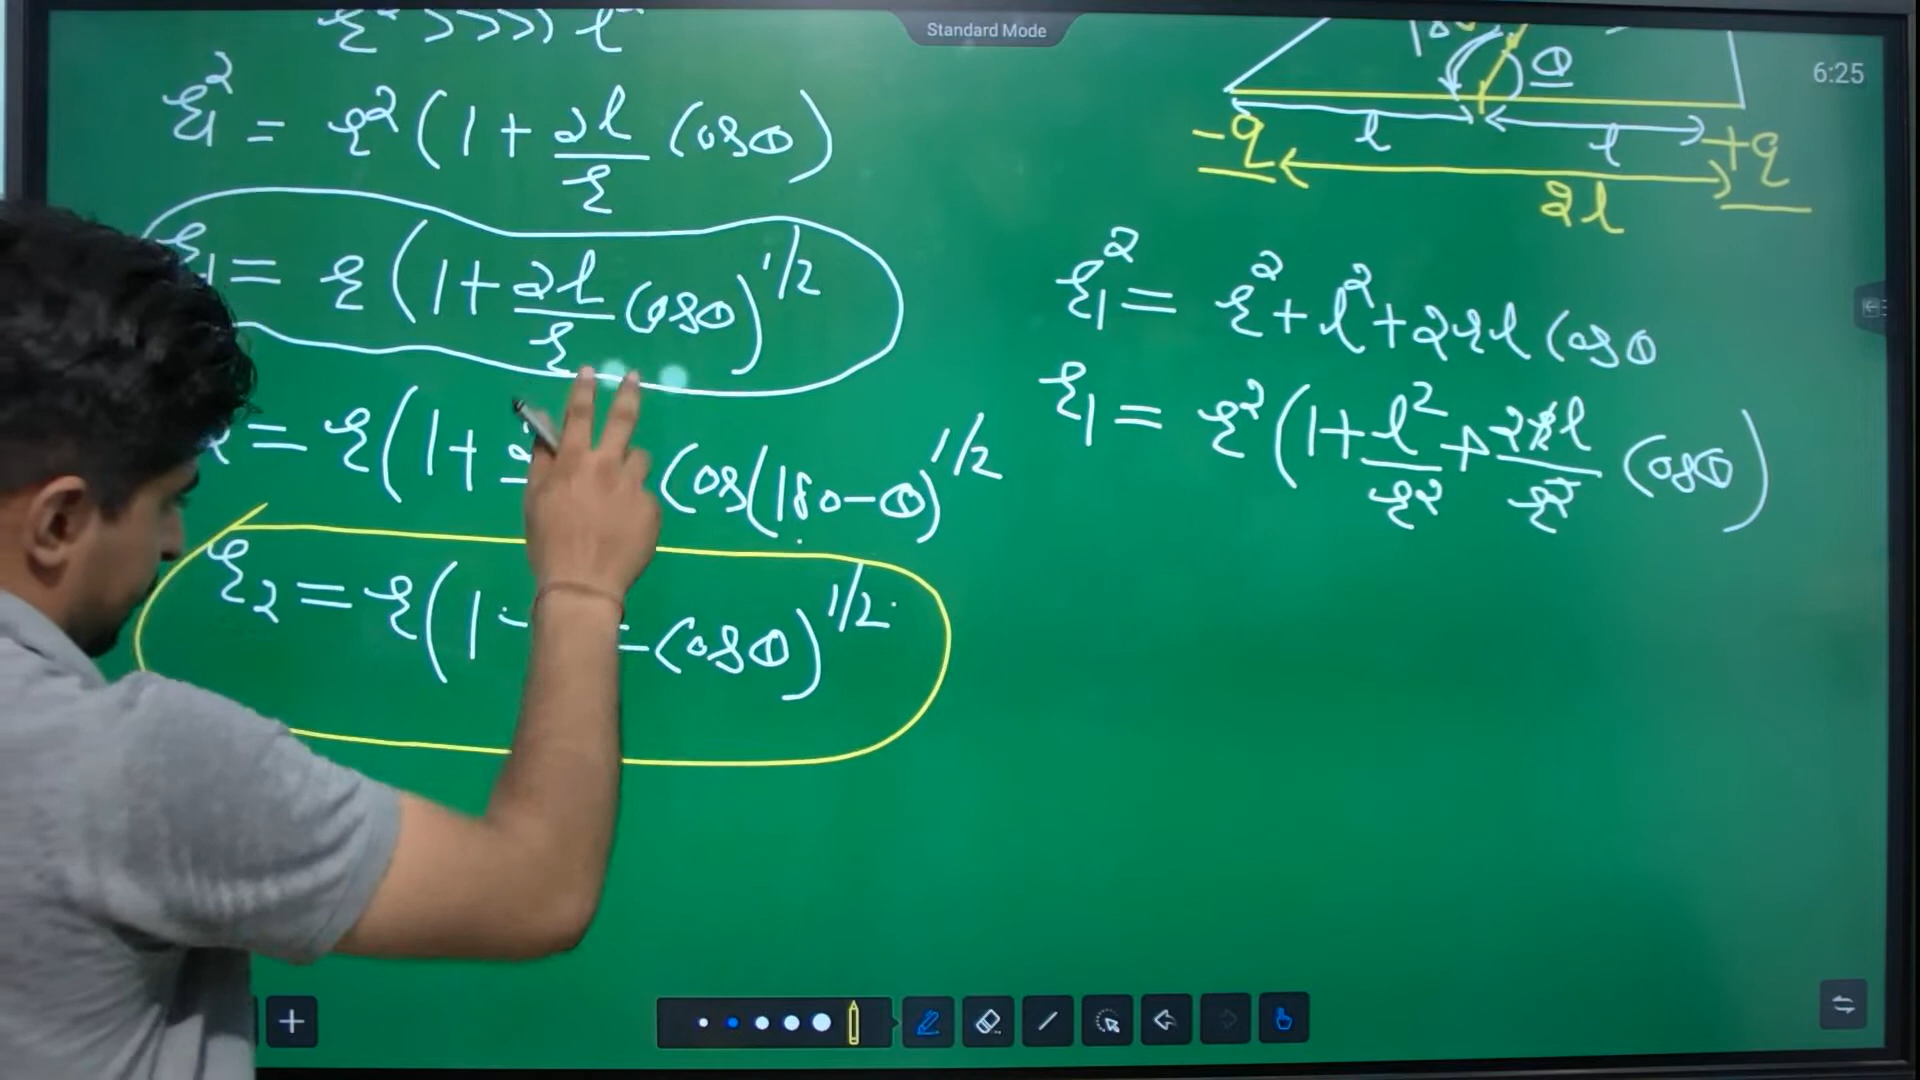 Standard Mode
6:25
r >>>> l
r₁² = r² (1 + 2l/r cosθ)
r₁ = r (1 + 2l/r cosθ)^1/2
₂ = r (1 + 2 cos(180-θ)^1/2
r₂ = r (1 - cosθ)^1/2
θ
l l
-q +q
2l
r₁² = r² + l² + 2rl cosθ
r₁ = r² (1 + l²/r² + 2rl/r² cosθ)